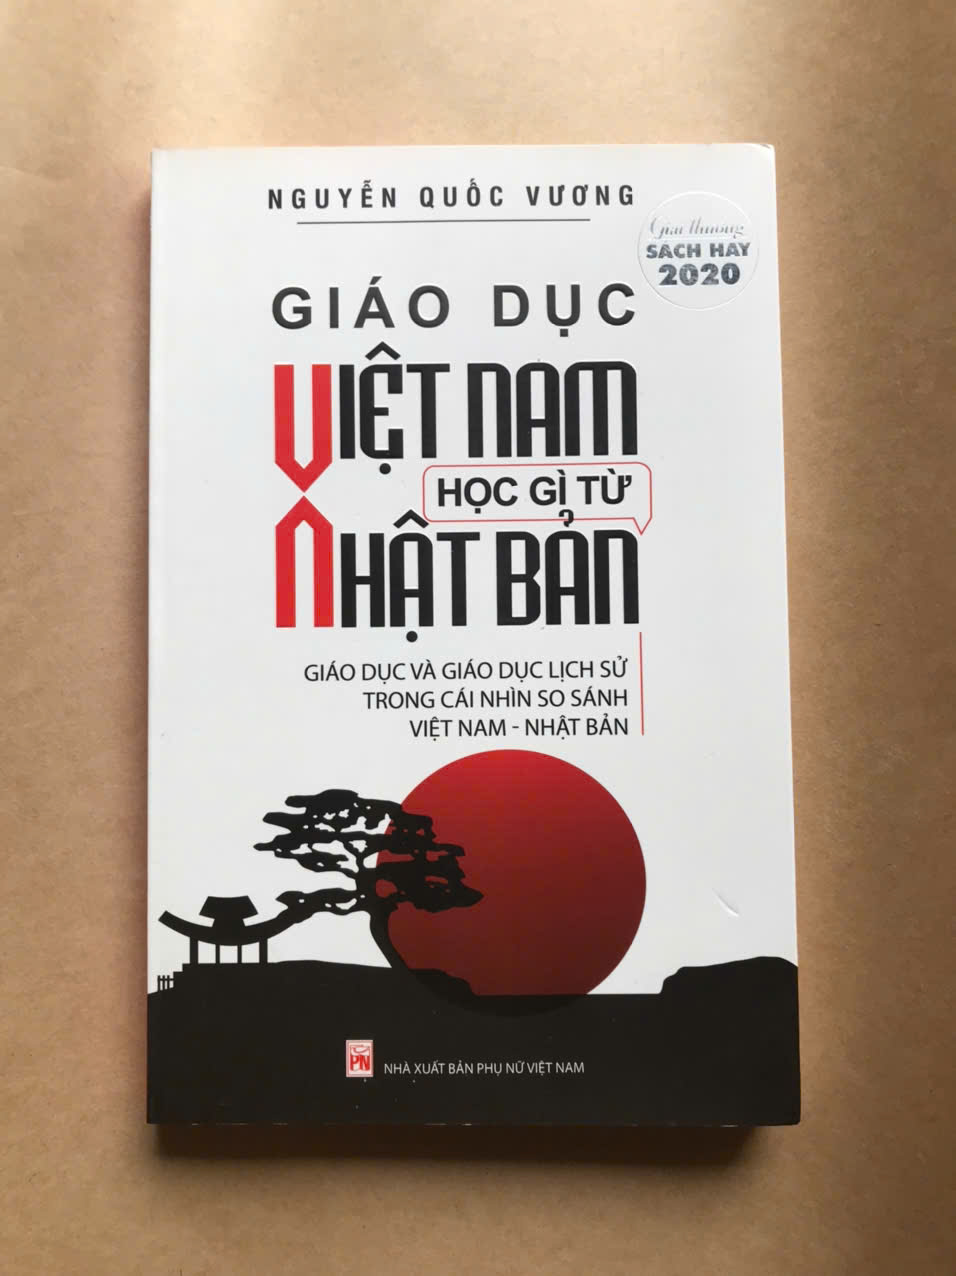 NGUYỄN QUỐC VƯƠNG
Giải thưởng
SÁCH HAY
2020
GIÁO DỤC
VIỆT NAM
HỌC GÌ TỪ
NHẬT BẢN
GIÁO DỤC VÀ GIÁO DỤC LỊCH SỬ
TRONG CÁI NHÌN SO SÁNH
VIỆT NAM - NHẬT BẢN
PN
NHÀ XUẤT BẢN PHỤ NỮ VIỆT NAM